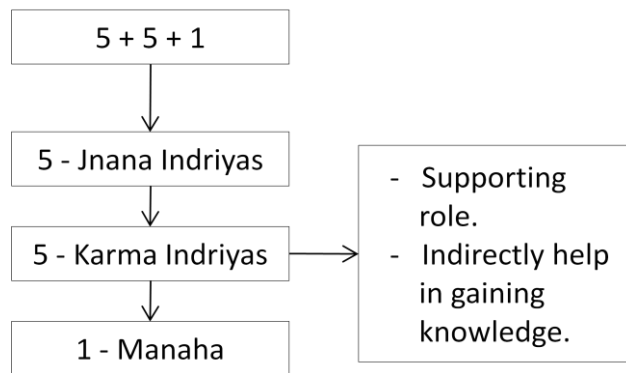 5 + 5 + 1
5 - Jnana Indriyas
5 - Karma Indriyas
1 - Manaha
- Supporting
role.
- Indirectly help
in gaining
knowledge.